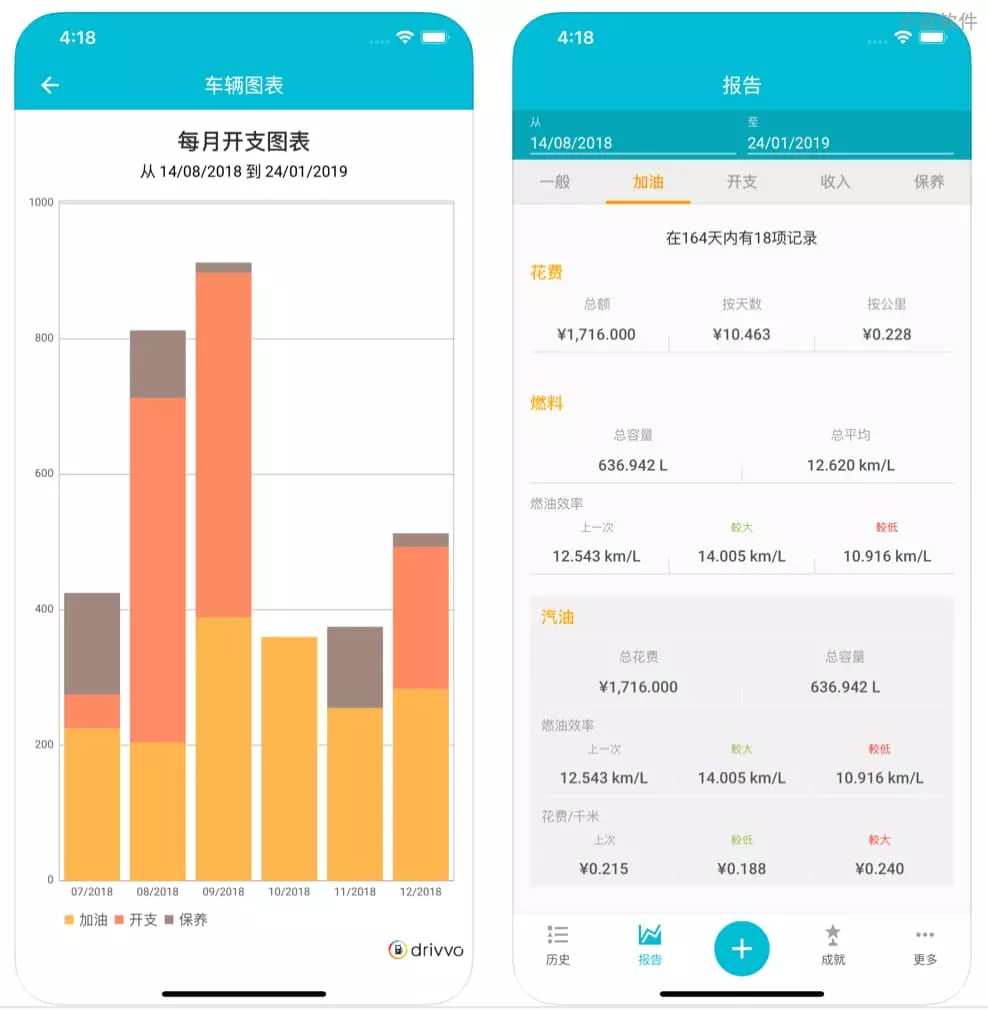 4:18
车辆图表
每月开支图表
从 14/08/2018 到 24/01/2019
1000
800
600
400
200
0
07/2018 08/2018 09/2018 10/2018 11/2018 12/2018
加油 开支 保养
drivvo
小众软件
4:18
报告
从 至
14/08/2018 24/01/2019
一般 加油 开支 收入 保养
在164天内有18项记录
花费
总额 按天数 按公里
¥1,716.000 ¥10.463 ¥0.228
燃料
总容量 总平均
636.942 L 12.620 km/L
燃油效率
上一次 較大 較低
12.543 km/L 14.005 km/L 10.916 km/L
汽油
总花费 总容量
¥1,716.000 636.942 L
燃油效率
上一次 較大 較低
12.543 km/L 14.005 km/L 10.916 km/L
花费/千米
上次 較低 較大
¥0.215 ¥0.188 ¥0.240
历史 报告 成就 更多